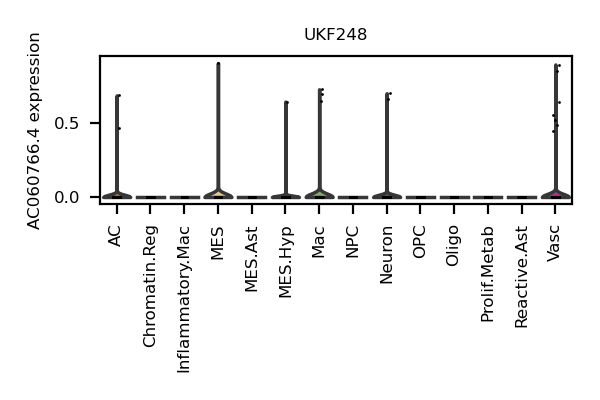 UKF248
AC060766.4 expression
0.5
0.0
AC
Chromatin.Reg
Inflammatory.Mac
MES
MES.Ast
MES.Hyp
Mac
NPC
Neuron
OPC
Oligo
Prolif.Metab
Reactive.Ast
Vasc